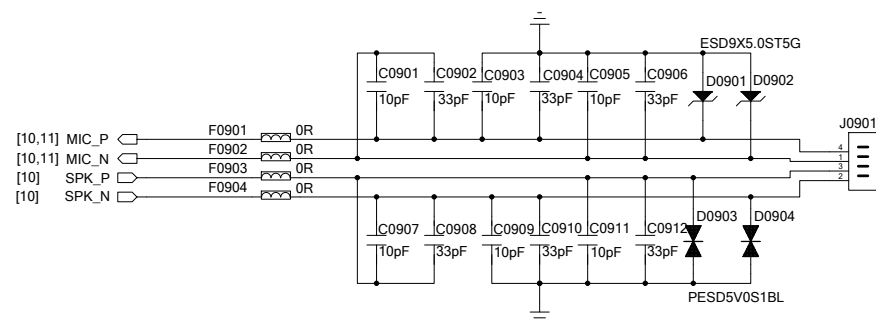 ESD9X5.0ST5G
C0901 C0902 C0903 C0904 C0905 C0906 D0901 D0902
10pF 33pF 10pF 33pF 10pF 33pF
J0901
[10,11] MIC_P F0901 0R 4
[10,11] MIC_N F0902 0R 1
[10] SPK_P F0903 0R 3
[10] SPK_N F0904 0R 2
D0903 D0904
C0907 C0908 C0909 C0910 C0911 C0912
10pF 33pF 10pF 33pF 10pF 33pF
PESD5V0S1BL